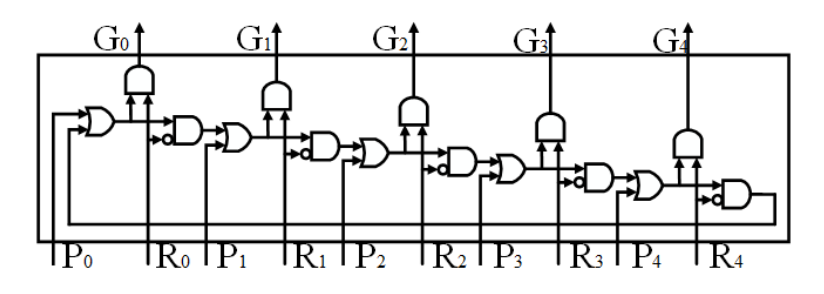 G0 G1 G2 G3 G4
P0 R0 P1 R1 P2 R2 P3 R3 P4 R4